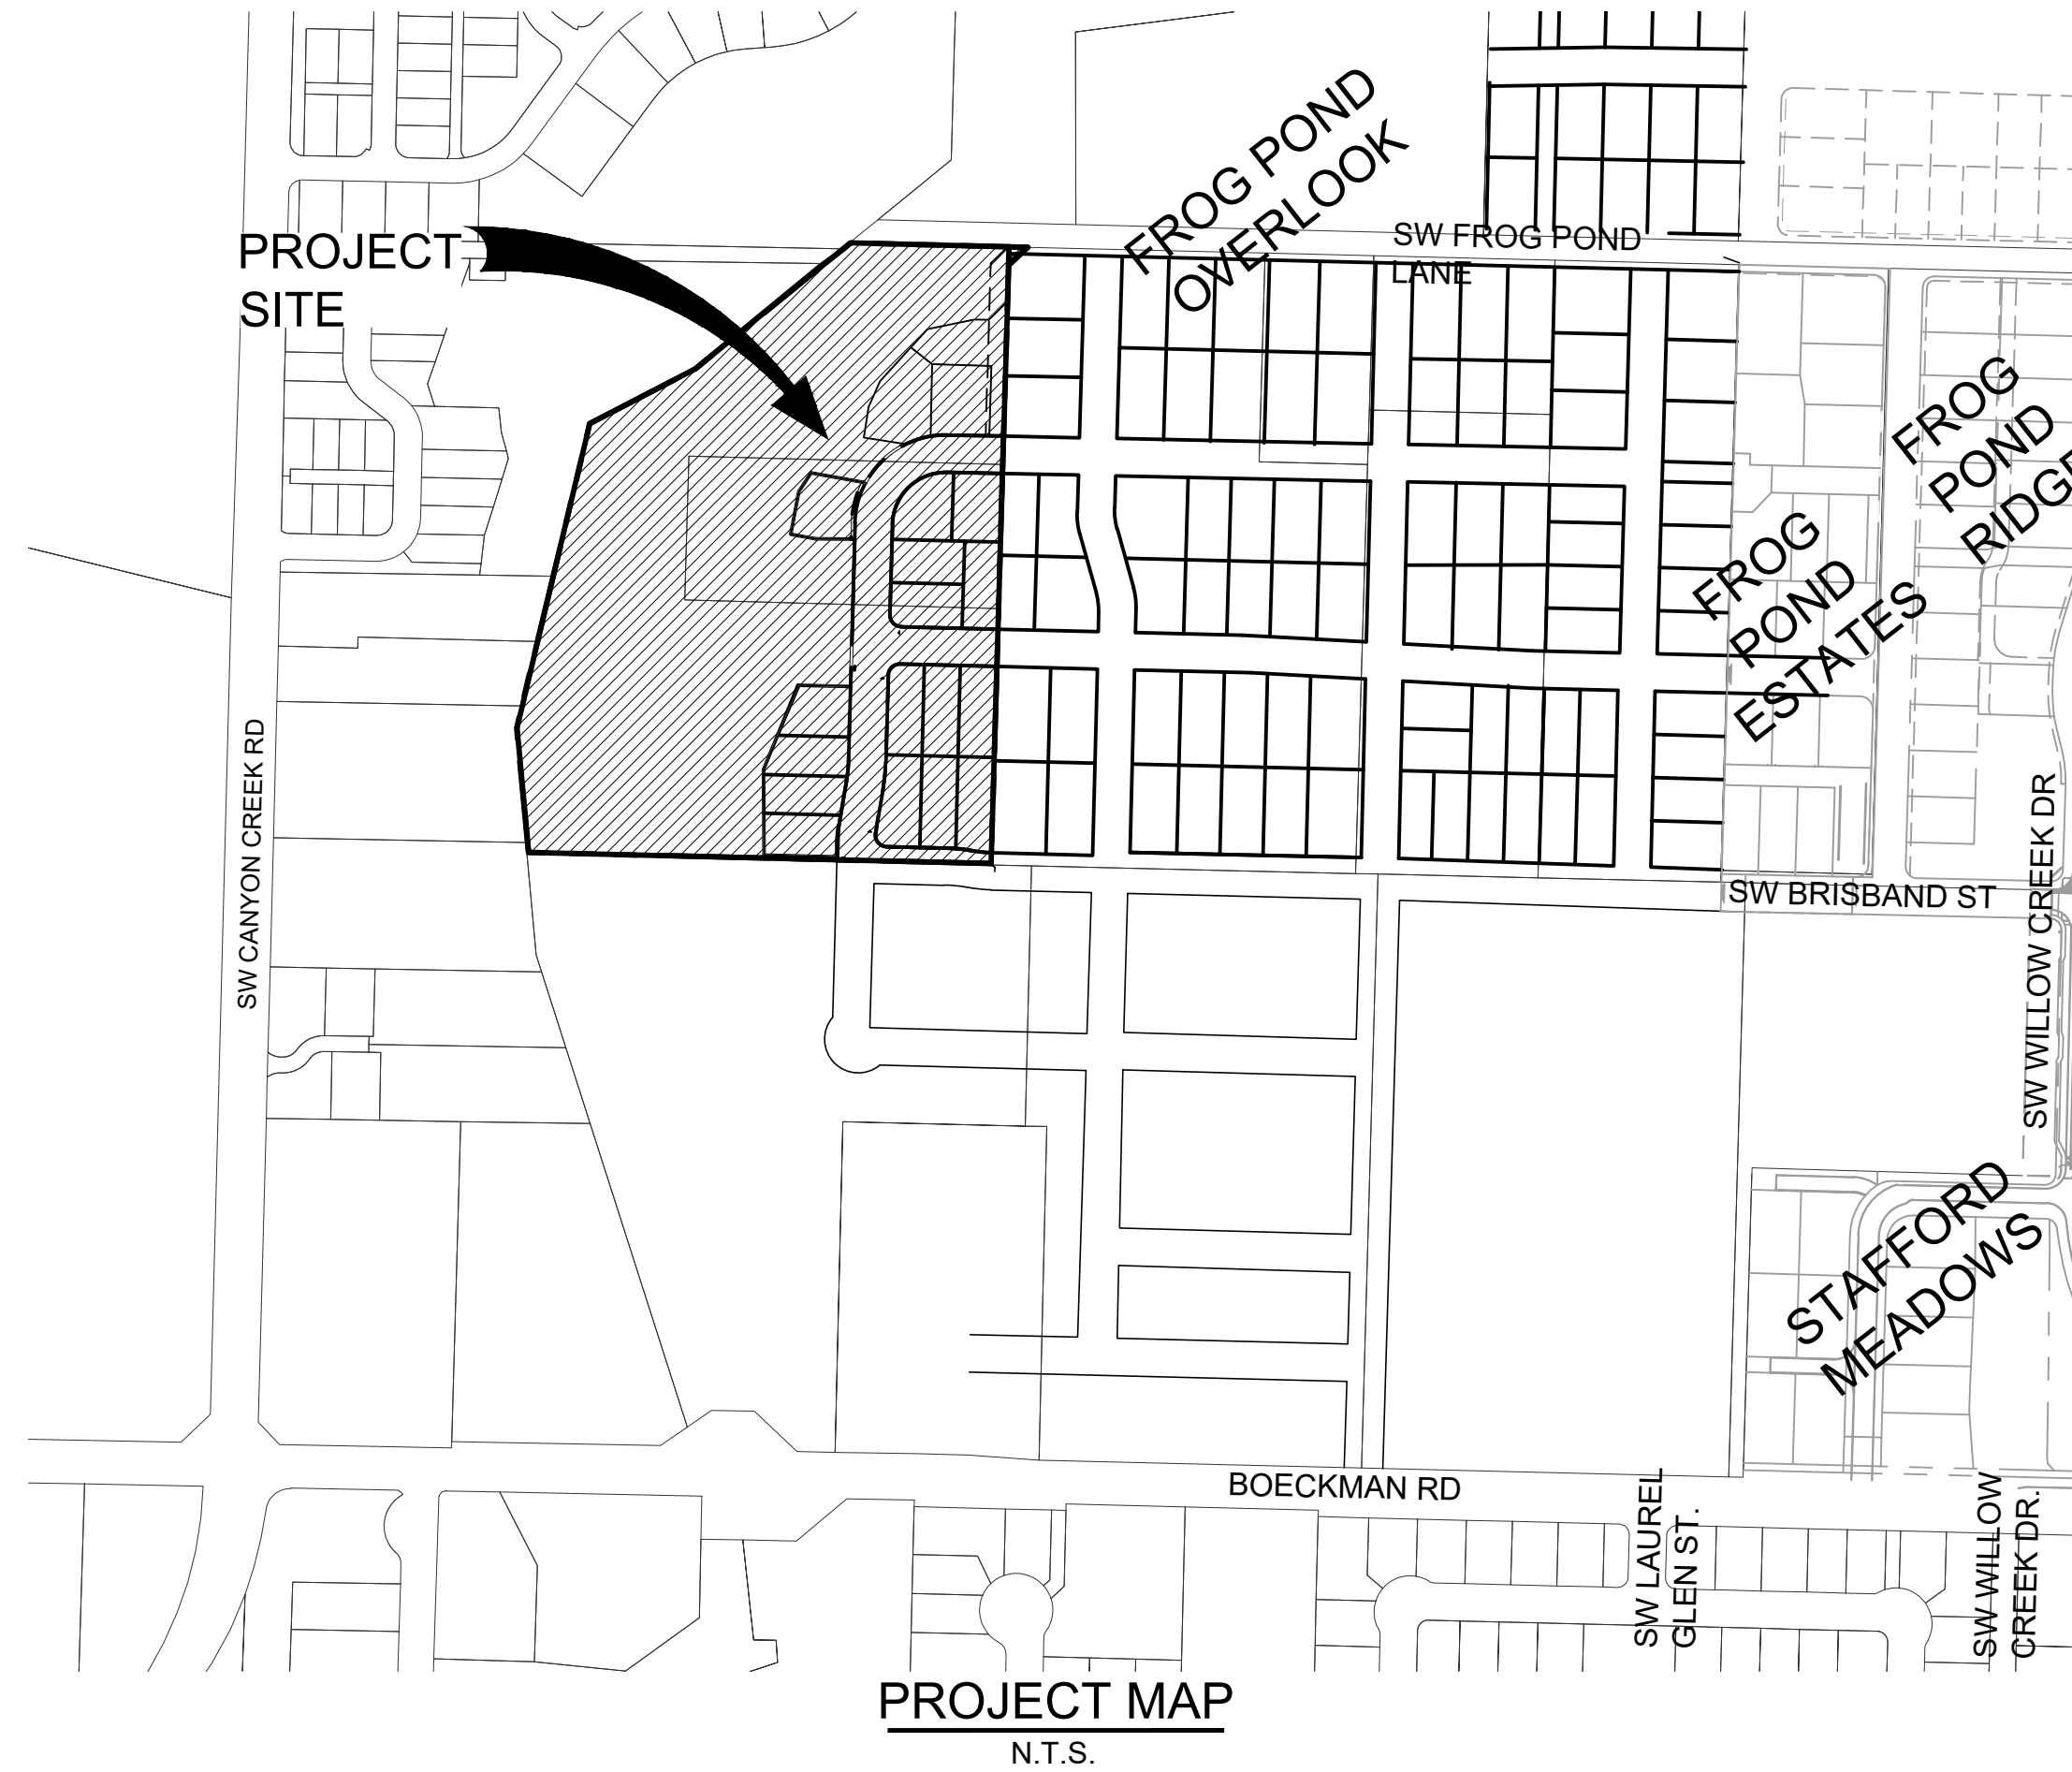 FROG POND
OVERLOOK
SW FROG POND
LANE
PROJECT
SITE
FROG
POND
RIDGE
FROG
POND
ESTATES
SW CANYON CREEK RD
SW WILLOW CREEK DR
SW BRISBAND ST
STAFFORD
MEADOWS
BOECKMAN RD
SW LAUREL
GLEN ST.
SW WILLOW
CREEK DR.
PROJECT MAP
N.T.S.